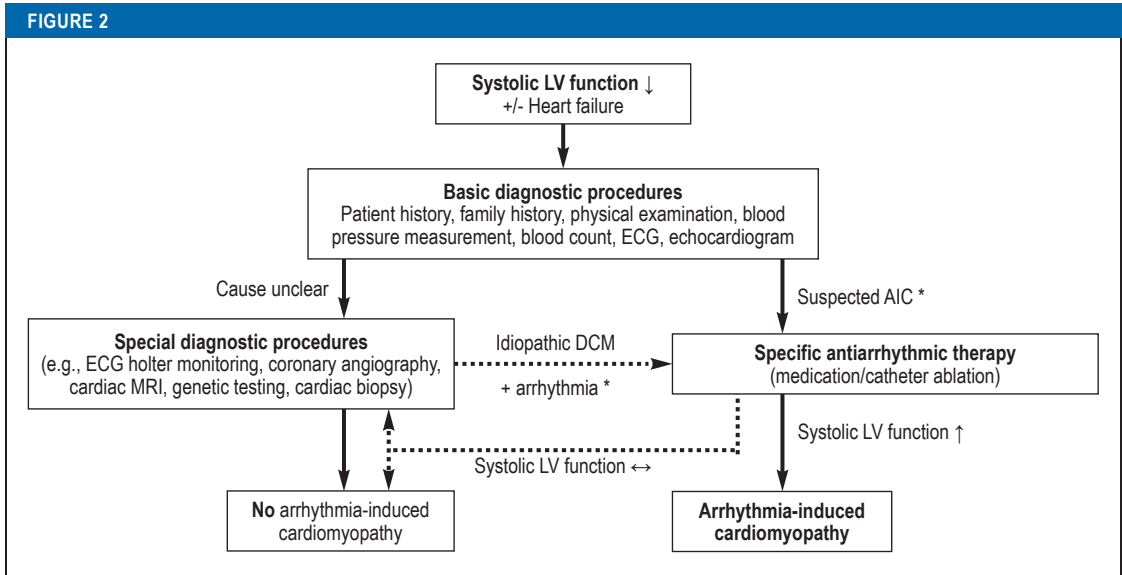 FIGURE 2
Systolic LV function ↓
+/- Heart failure
Basic diagnostic procedures
Patient history, family history, physical examination, blood
pressure measurement, blood count, ECG, echocardiogram
Cause unclear
Suspected AIC *
Special diagnostic procedures
(e.g., ECG holter monitoring, coronary angiography,
cardiac MRI, genetic testing, cardiac biopsy)
Idiopathic DCM
+ arrhythmia *
Specific antiarrhythmic therapy
(medication/catheter ablation)
Systolic LV function ↑
Systolic LV function ↔
No arrhythmia-induced
cardiomyopathy
Arrhythmia-induced
cardiomyopathy